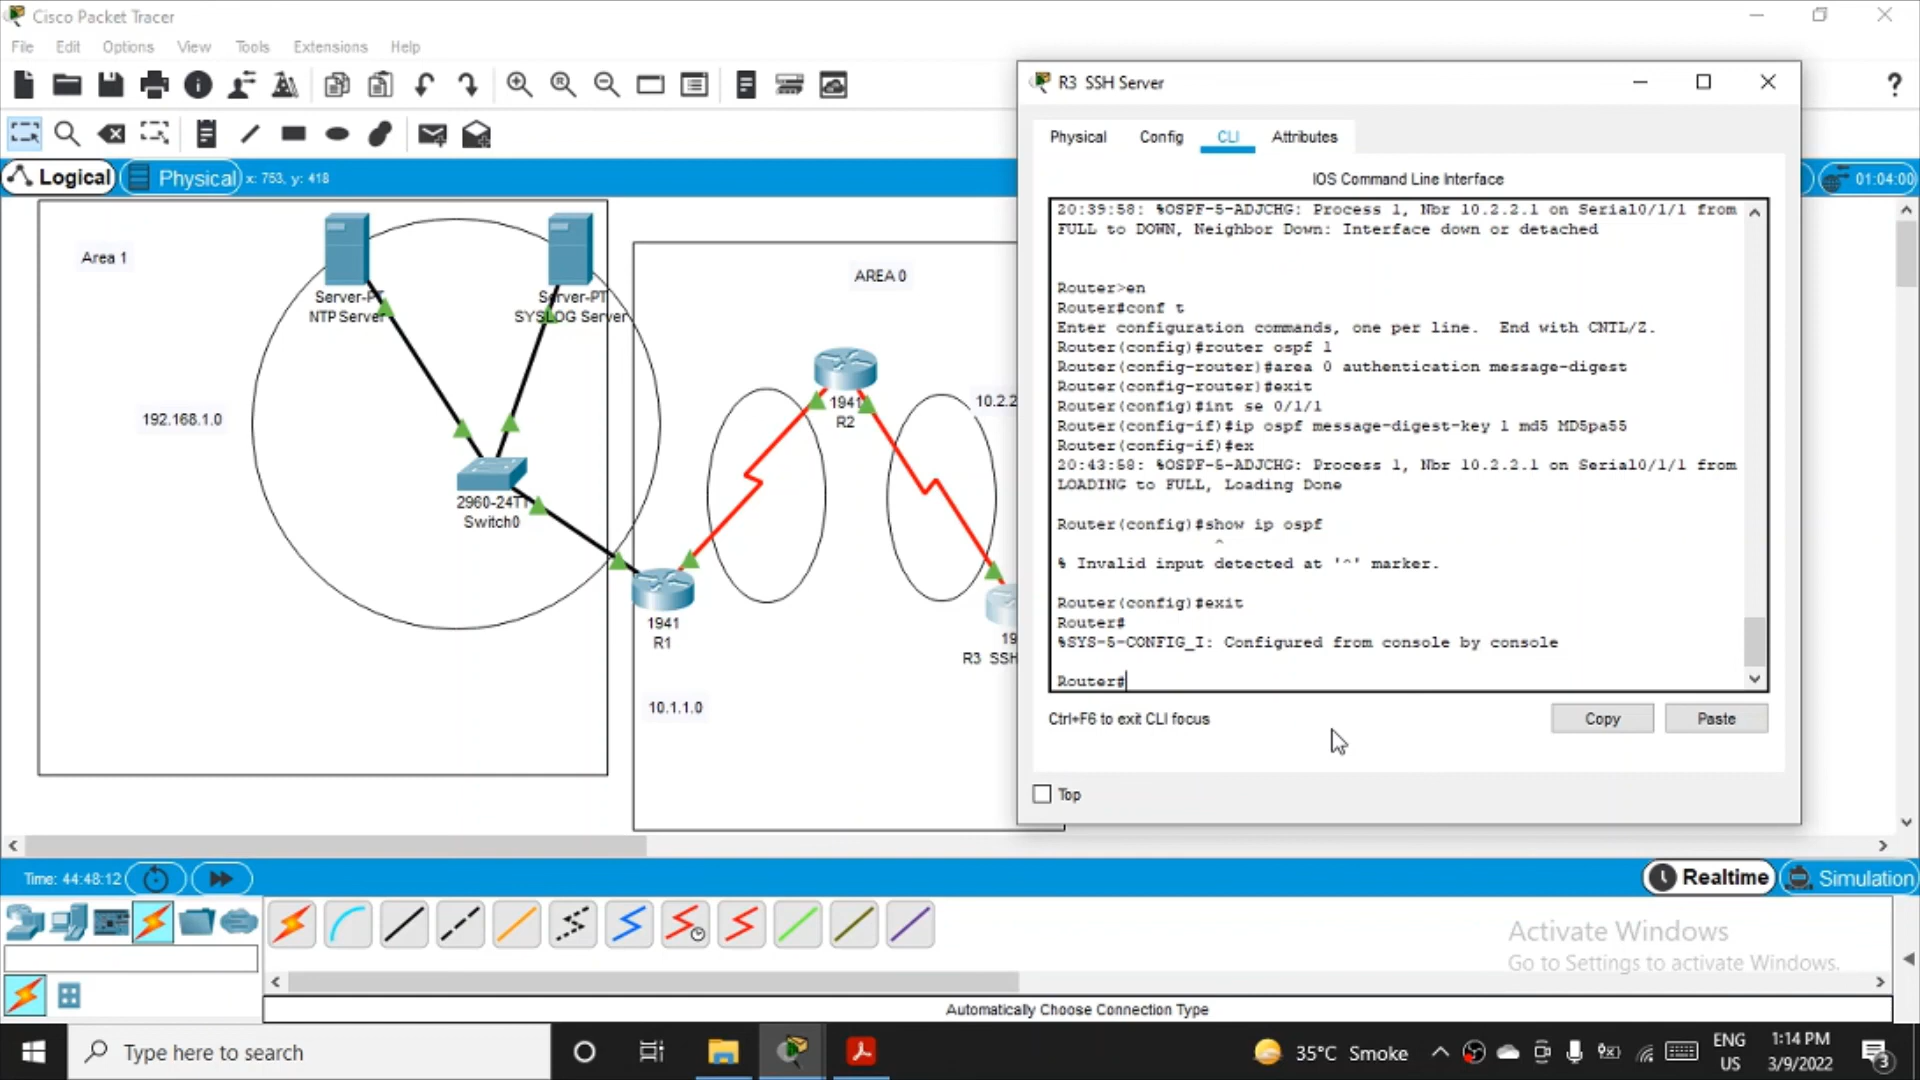 Cisco Packet Tracer
File Edit Options View Tools Extensions Help
Logical Physical x: 753, y: 418
01:04:00
Area 1
Server-PT
NTP Server
Server-PT
SYSLOG Server
192.168.1.0
2960-24TT
Switch0
AREA 0
1941
R2
10.2.2
1941
R1
R3 SSH
10.1.1.0
R3 SSH Server
Physical Config CLI Attributes
IOS Command Line Interface
20:39:58: %OSPF-5-ADJCHG: Process 1, Nbr 10.2.2.1 on Serial0/1/1 from
FULL to DOWN, Neighbor Down: Interface down or detached
Router>en
Router#conf t
Enter configuration commands, one per line.  End with CNTL/Z.
Router(config)#router ospf 1
Router(config-router)#area 0 authentication message-digest
Router(config-router)#exit
Router(config)#int se 0/1/1
Router(config-if)#ip ospf message-digest-key 1 md5 MD5pa55
Router(config-if)#ex
20:43:58: %OSPF-5-ADJCHG: Process 1, Nbr 10.2.2.1 on Serial0/1/1 from
LOADING to FULL, Loading Done
Router(config)#show ip ospf
^
% Invalid input detected at '^' marker.
Router(config)#exit
Router#
%SYS-5-CONFIG_I: Configured from console by console
Router#
Ctrl+F6 to exit CLI focus
Copy Paste
Top
Time: 44:48:12
Realtime Simulation
Activate Windows
Go to Settings to activate Windows.
Automatically Choose Connection Type
Type here to search
35°C Smoke
ENG
US
1:14 PM
3/9/2022
3